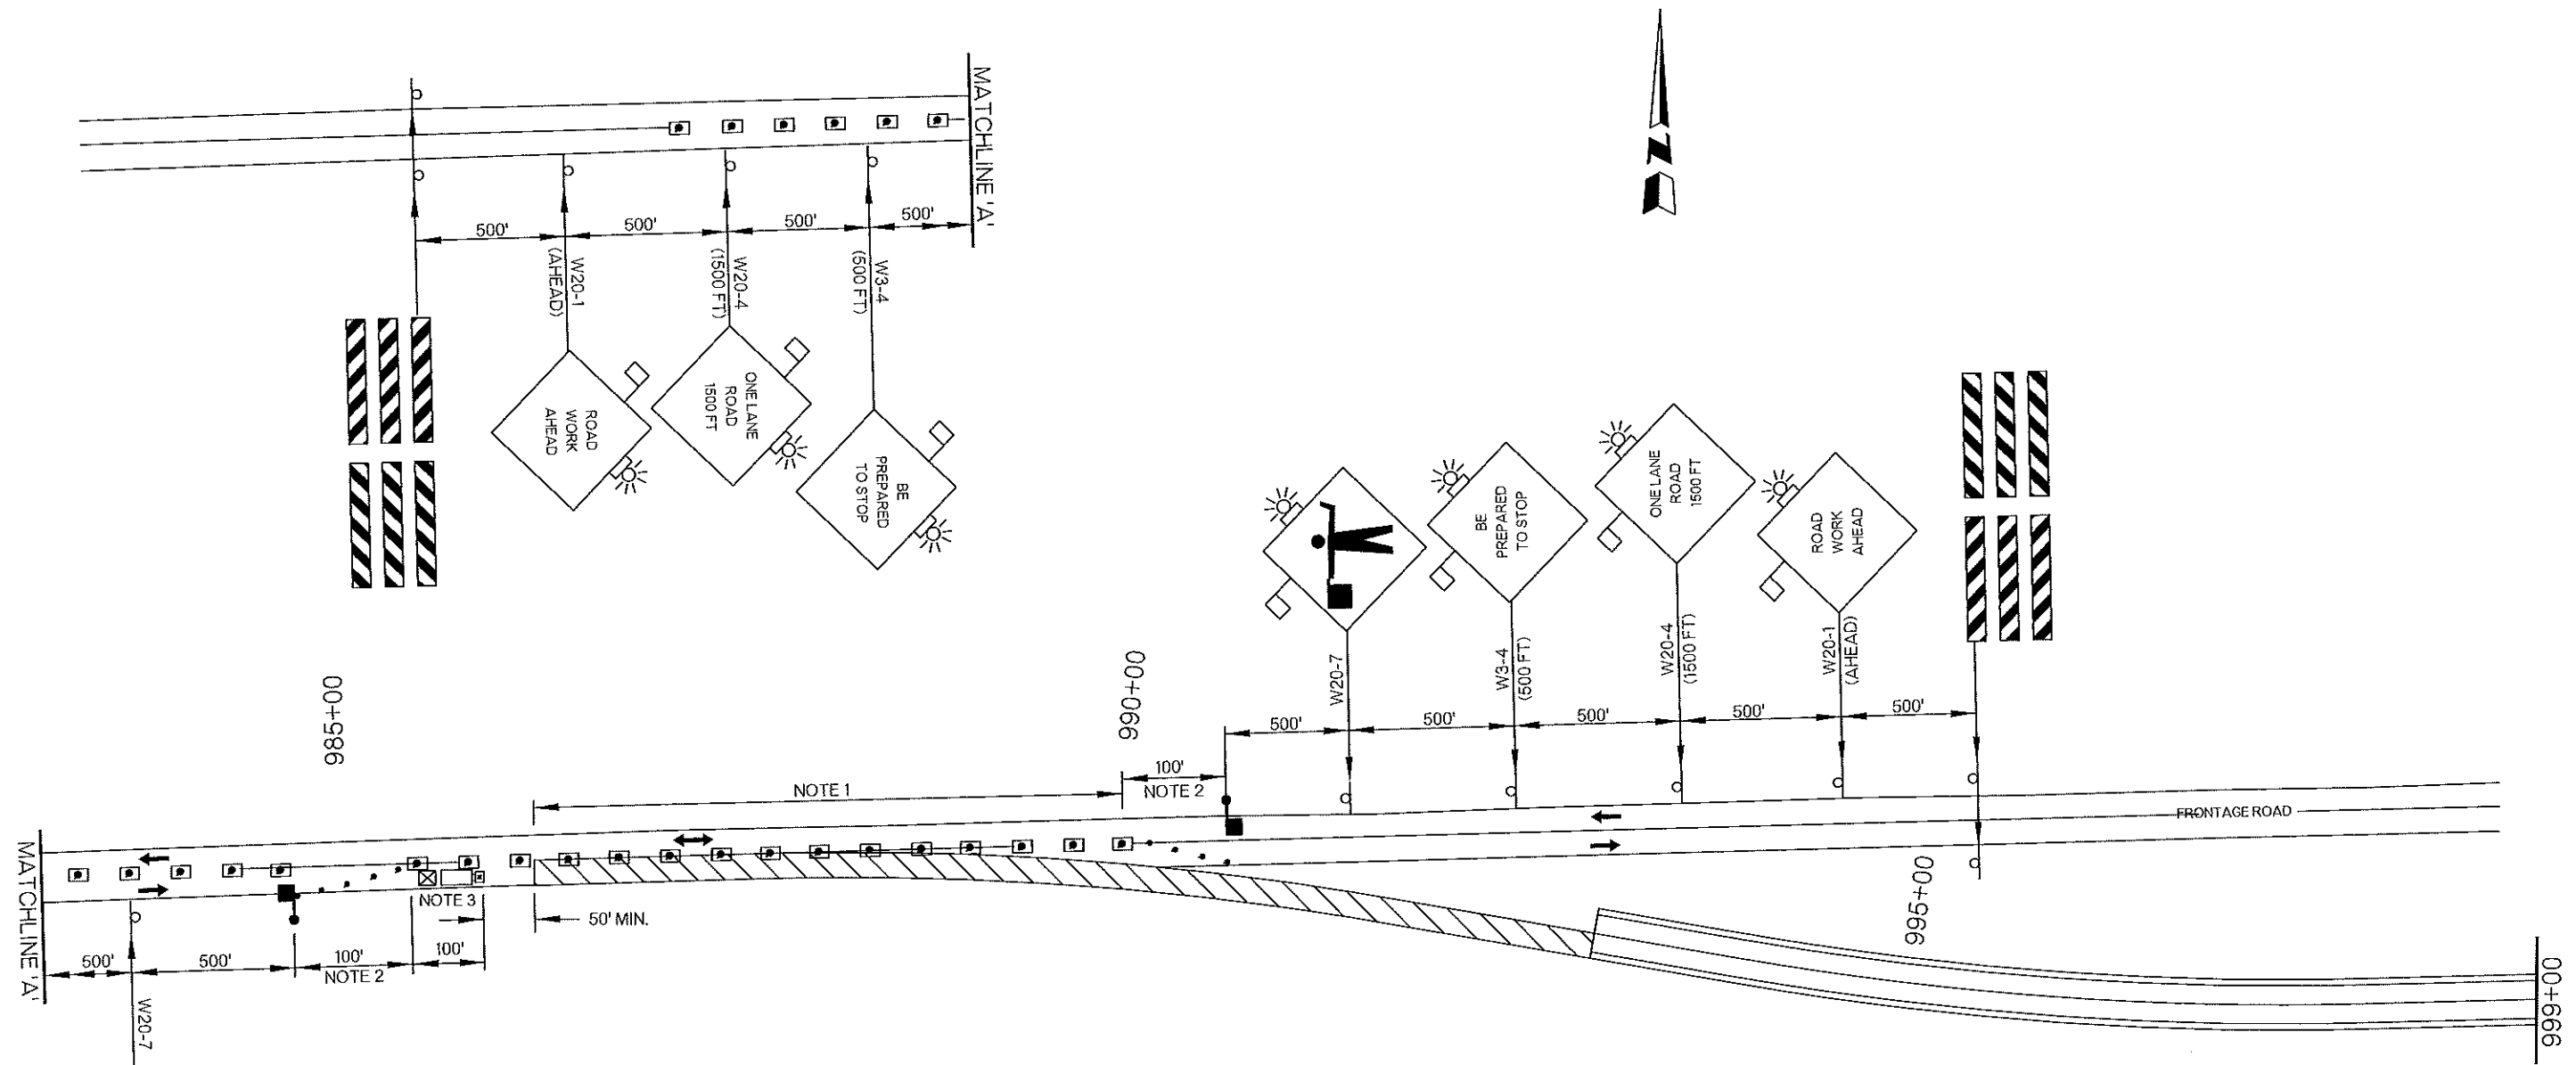 MATCHLINE 'A'
500'
500'
500'
500'
W20-1
(AHEAD)
W20-4
(1500 FT)
W3-4
(500 FT)
ROAD
WORK
AHEAD
ONE LANE
ROAD
1500 FT
BE
PREPARED
TO STOP
N
BE
PREPARED
TO STOP
ONE LANE
ROAD
1500 FT
ROAD
WORK
AHEAD
W20-7
W3-4
(500 FT)
W20-4
(1500 FT)
W20-1
(AHEAD)
500'
500'
500'
500'
500'
985+00
990+00
100'
NOTE 2
NOTE 1
FRONTAGE ROAD
MATCHLINE 'A'
NOTE 3
50' MIN.
500'
500'
100'
NOTE 2
100'
W20-7
995+00
999+00